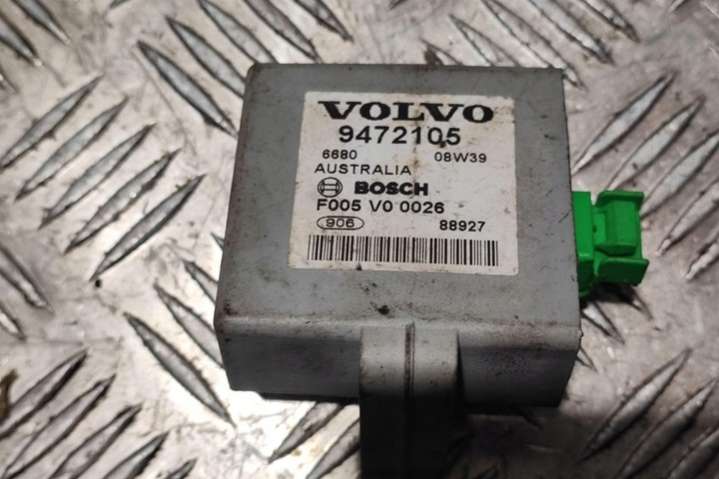 VOLVO
9472105
6680 08W39
AUSTRALIA
BOSCH
F005 V0 0026
906 88927